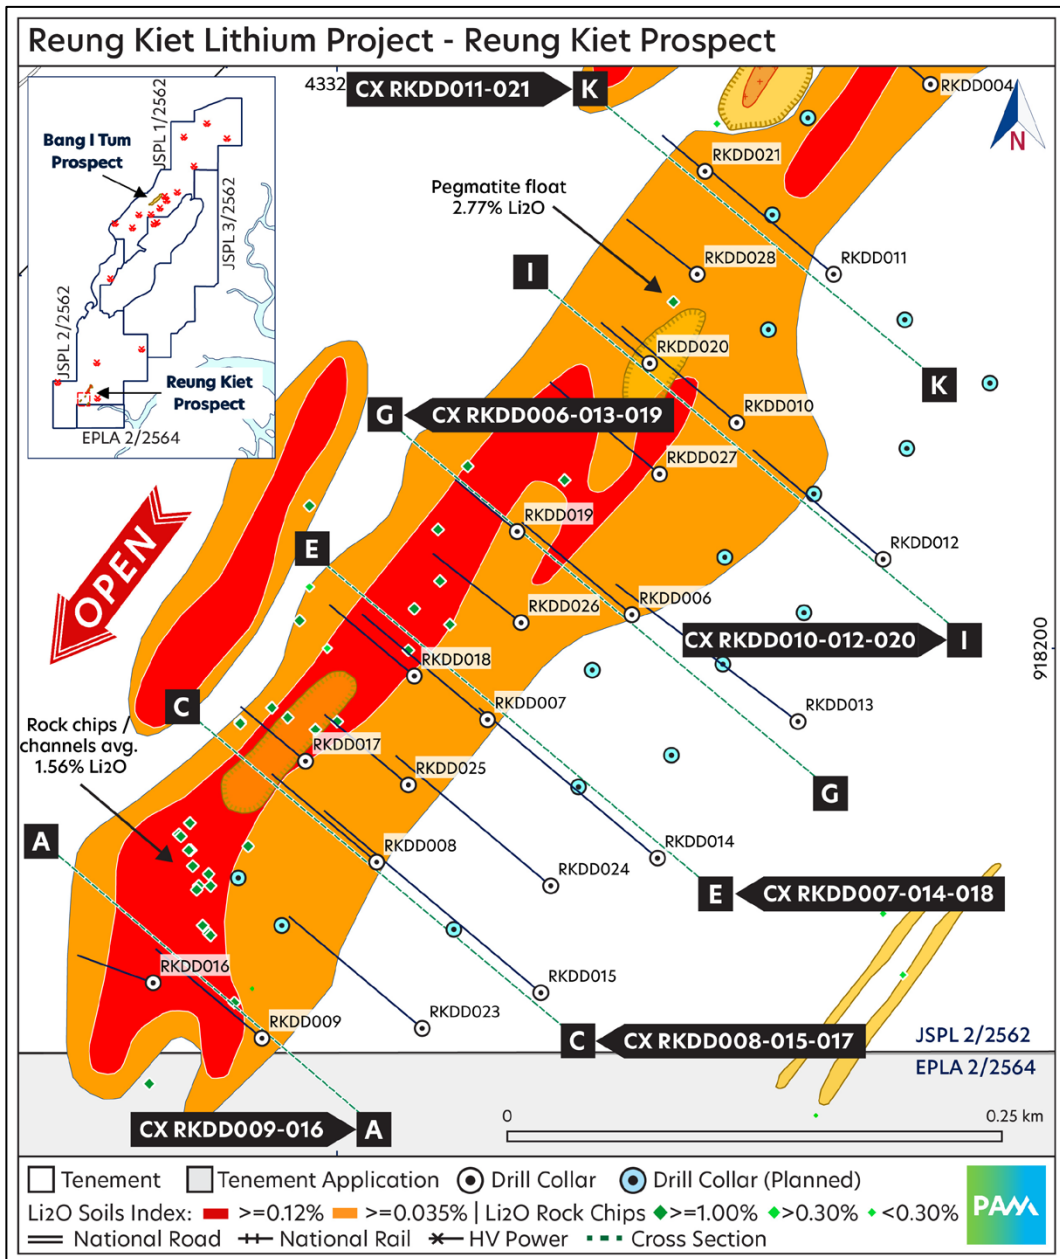 Reung Kiet Lithium Project - Reung Kiet Prospect
4332
CX RKDD011-021
K
RKDD004
N
Bang I Tum
Prospect
JSPL 1/2562
JSPL 3/2562
JSPL 2/2562
Reung Kiet
Prospect
EPLA 2/2564
RKDD021
Pegmatite float
2.77% Li2O
RKDD028
RKDD011
I
RKDD020
K
G
CX RKDD006-013-019
RKDD010
RKDD027
RKDD019
RKDD012
OPEN
E
RKDD026
RKDD006
CX RKDD010-012-020
I
918200
RKDD018
C
RKDD007
RKDD013
Rock chips /
channels avg.
1.56% Li2O
RKDD017
RKDD025
G
A
RKDD008
RKDD014
RKDD024
E
CX RKDD007-014-018
RKDD016
RKDD015
RKDD009
RKDD023
C
CX RKDD008-015-017
JSPL 2/2562
EPLA 2/2564
CX RKDD009-016
A
0
0.25 km
Tenement
Tenement Application
Drill Collar
Drill Collar (Planned)
Li2O Soils Index: >=0.12% >=0.035% | Li2O Rock Chips >=1.00% >0.30% <0.30%
National Road
National Rail
HV Power
Cross Section
PAM